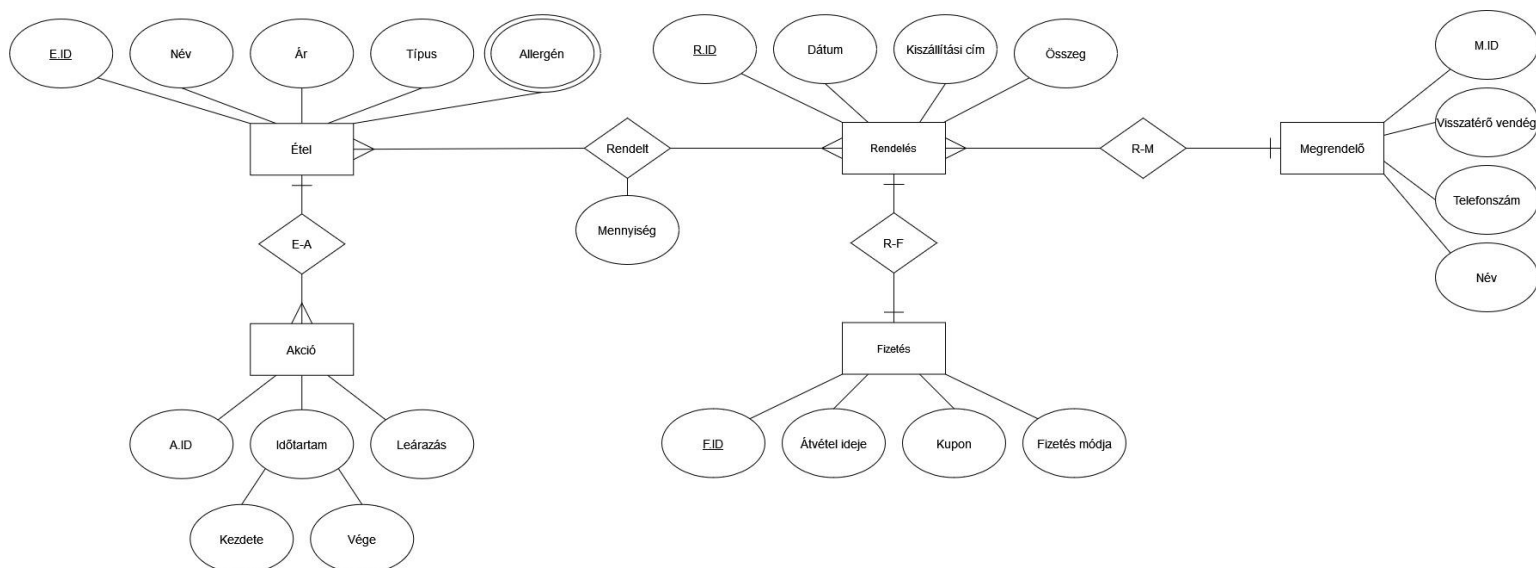 E.ID
Név
Ár
Típus
Allergén
R.ID
Dátum
Kiszállítási cím
Összeg
M.ID
Visszatérő vendég
Telefonszám
Név
Étel
Rendelt
Rendelés
R-M
Megrendelő
Mennyiség
E-A
R-F
Akció
Fizetés
A.ID
Időtartam
Leárazás
F.ID
Átvétel ideje
Kupon
Fizetés módja
Kezdete
Vége